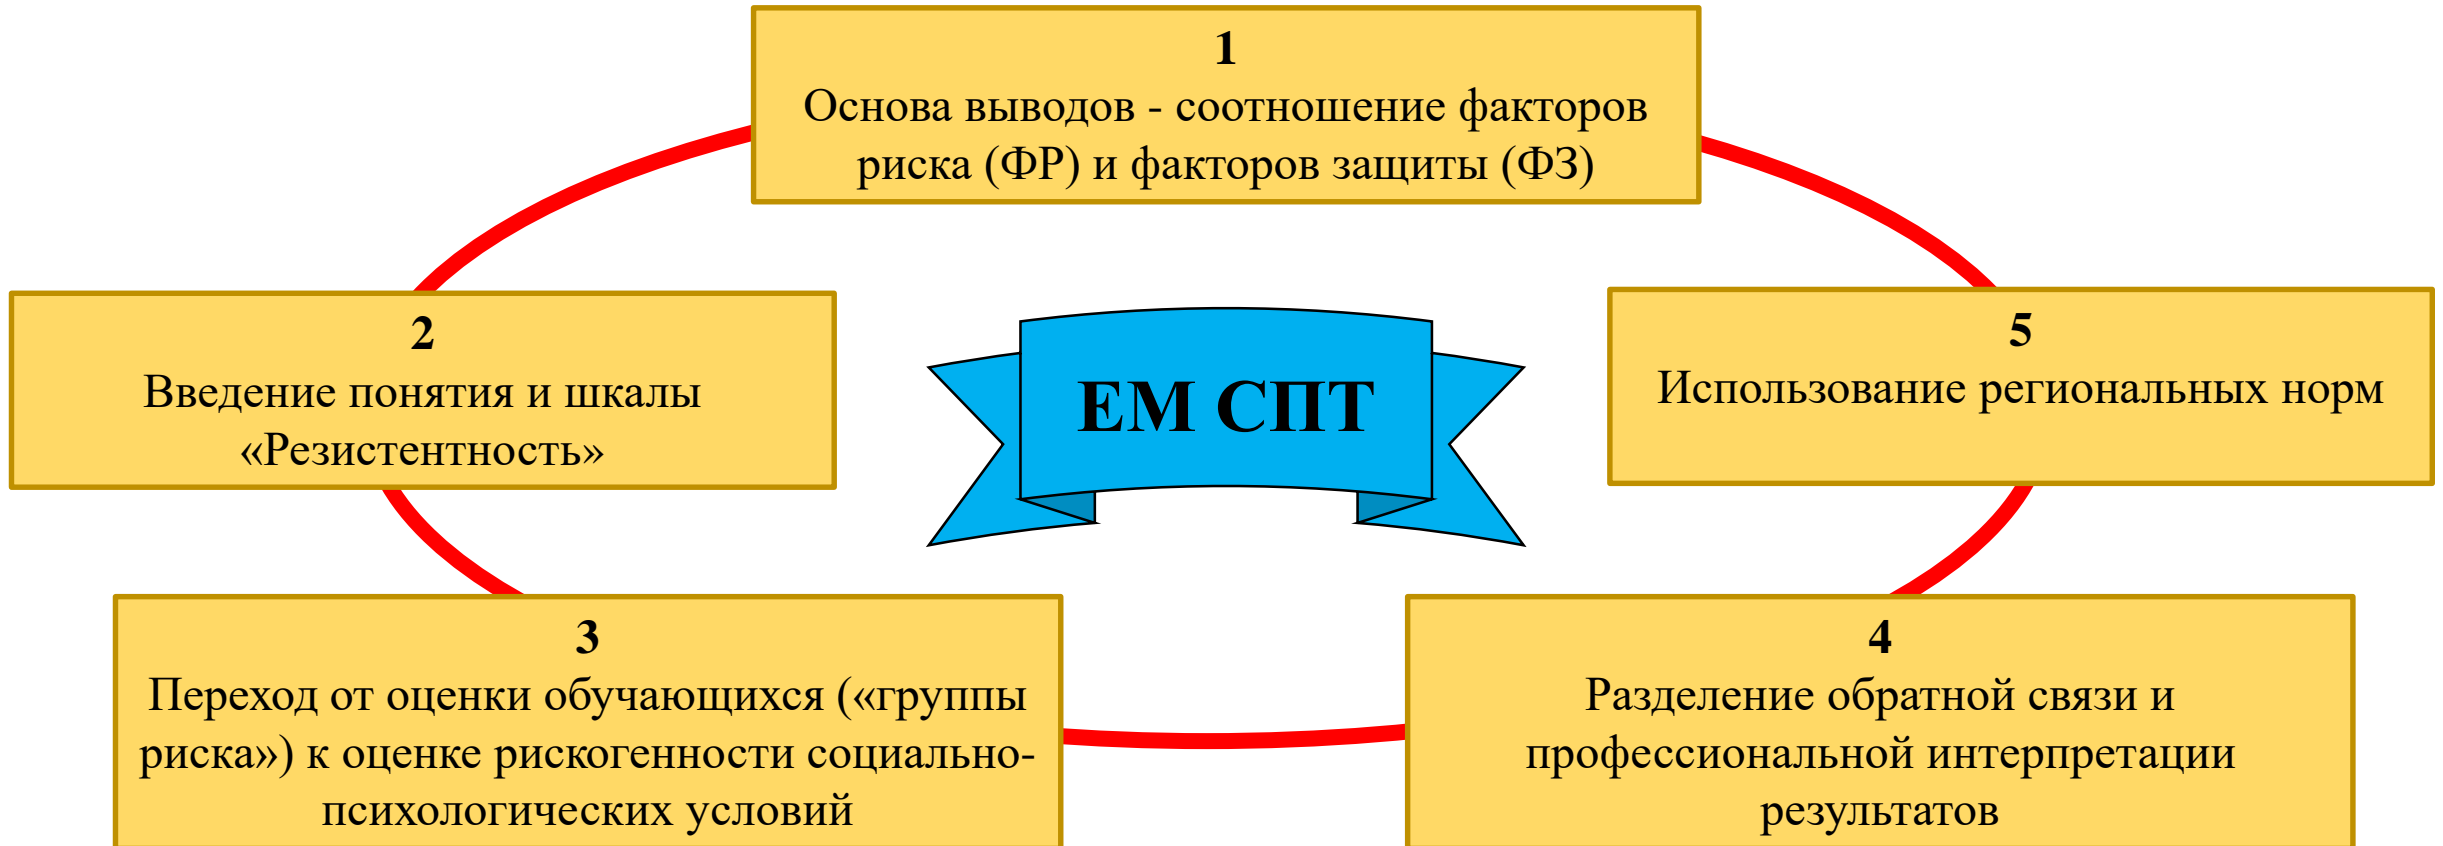 1
Основа выводов - соотношение факторов
риска (ФР) и факторов защиты (ФЗ)
2
Введение понятия и шкалы
«Резистентность»
ЕМ СПТ
5
Использование региональных норм
3
Переход от оценки обучающихся («группы
риска») к оценке рискогенности социально-
психологических условий
4
Разделение обратной связи и
профессиональной интерпретации
результатов